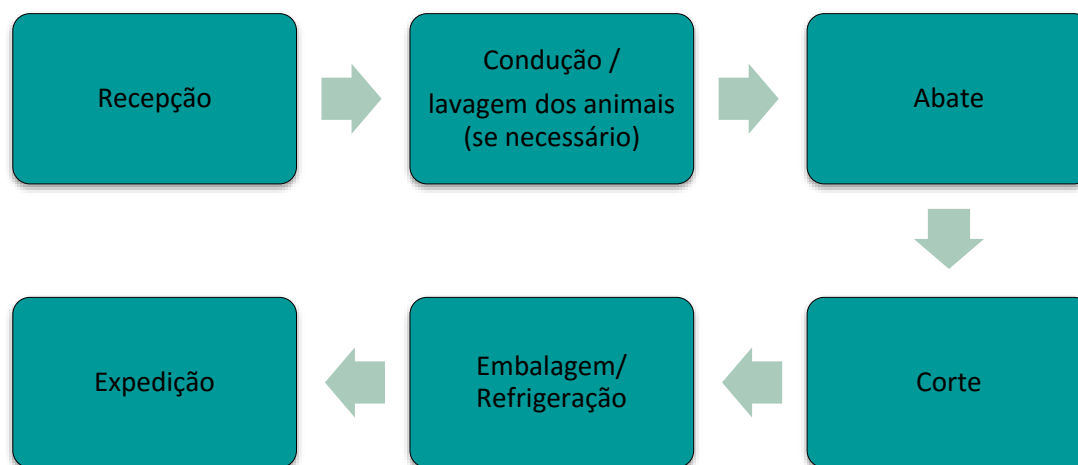 Recepção
Condução /
lavagem dos animais
(se necessário)
Abate
Corte
Embalagem/
Refrigeração
Expedição